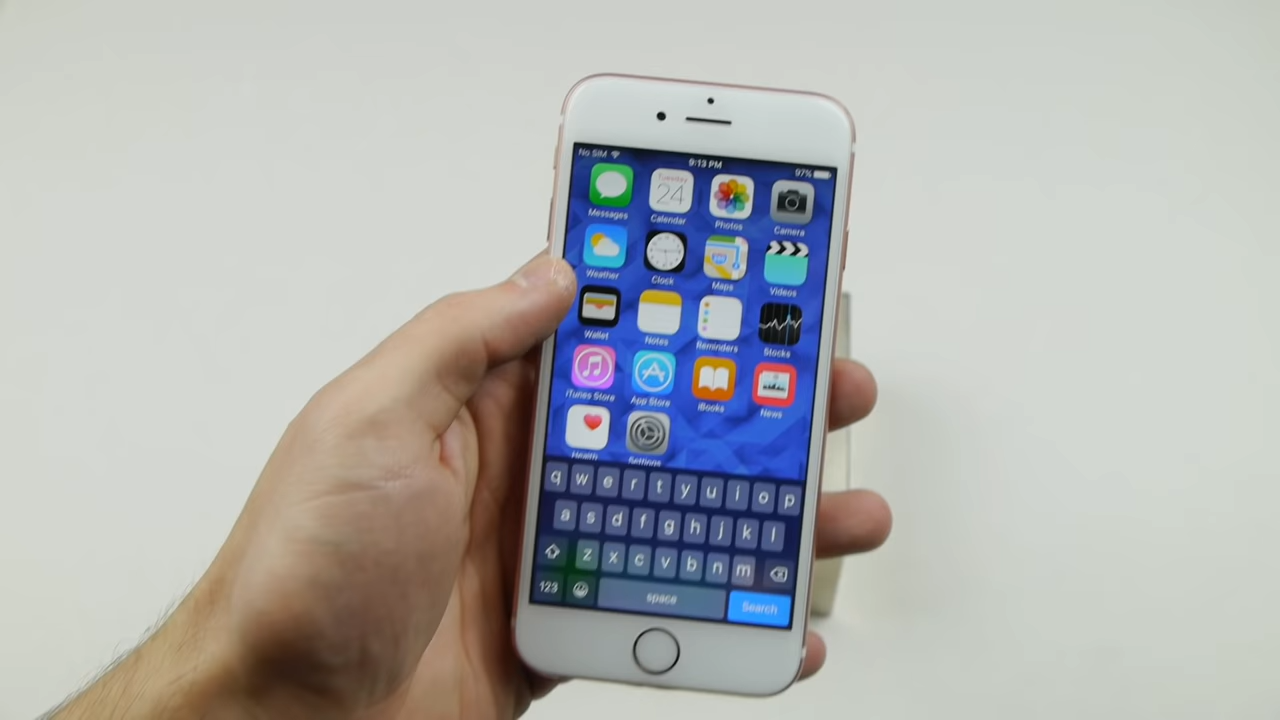 No SIM 9:13 PM 97%
Tuesday
24
Messages Calendar Photos Camera
Weather Clock Maps Videos
Wallet Notes Reminders Stocks
iTunes Store App Store iBooks News
Health Settings
q w e r t y u i o p
a s d f g h j k l
z x c v b n m
123 space Search